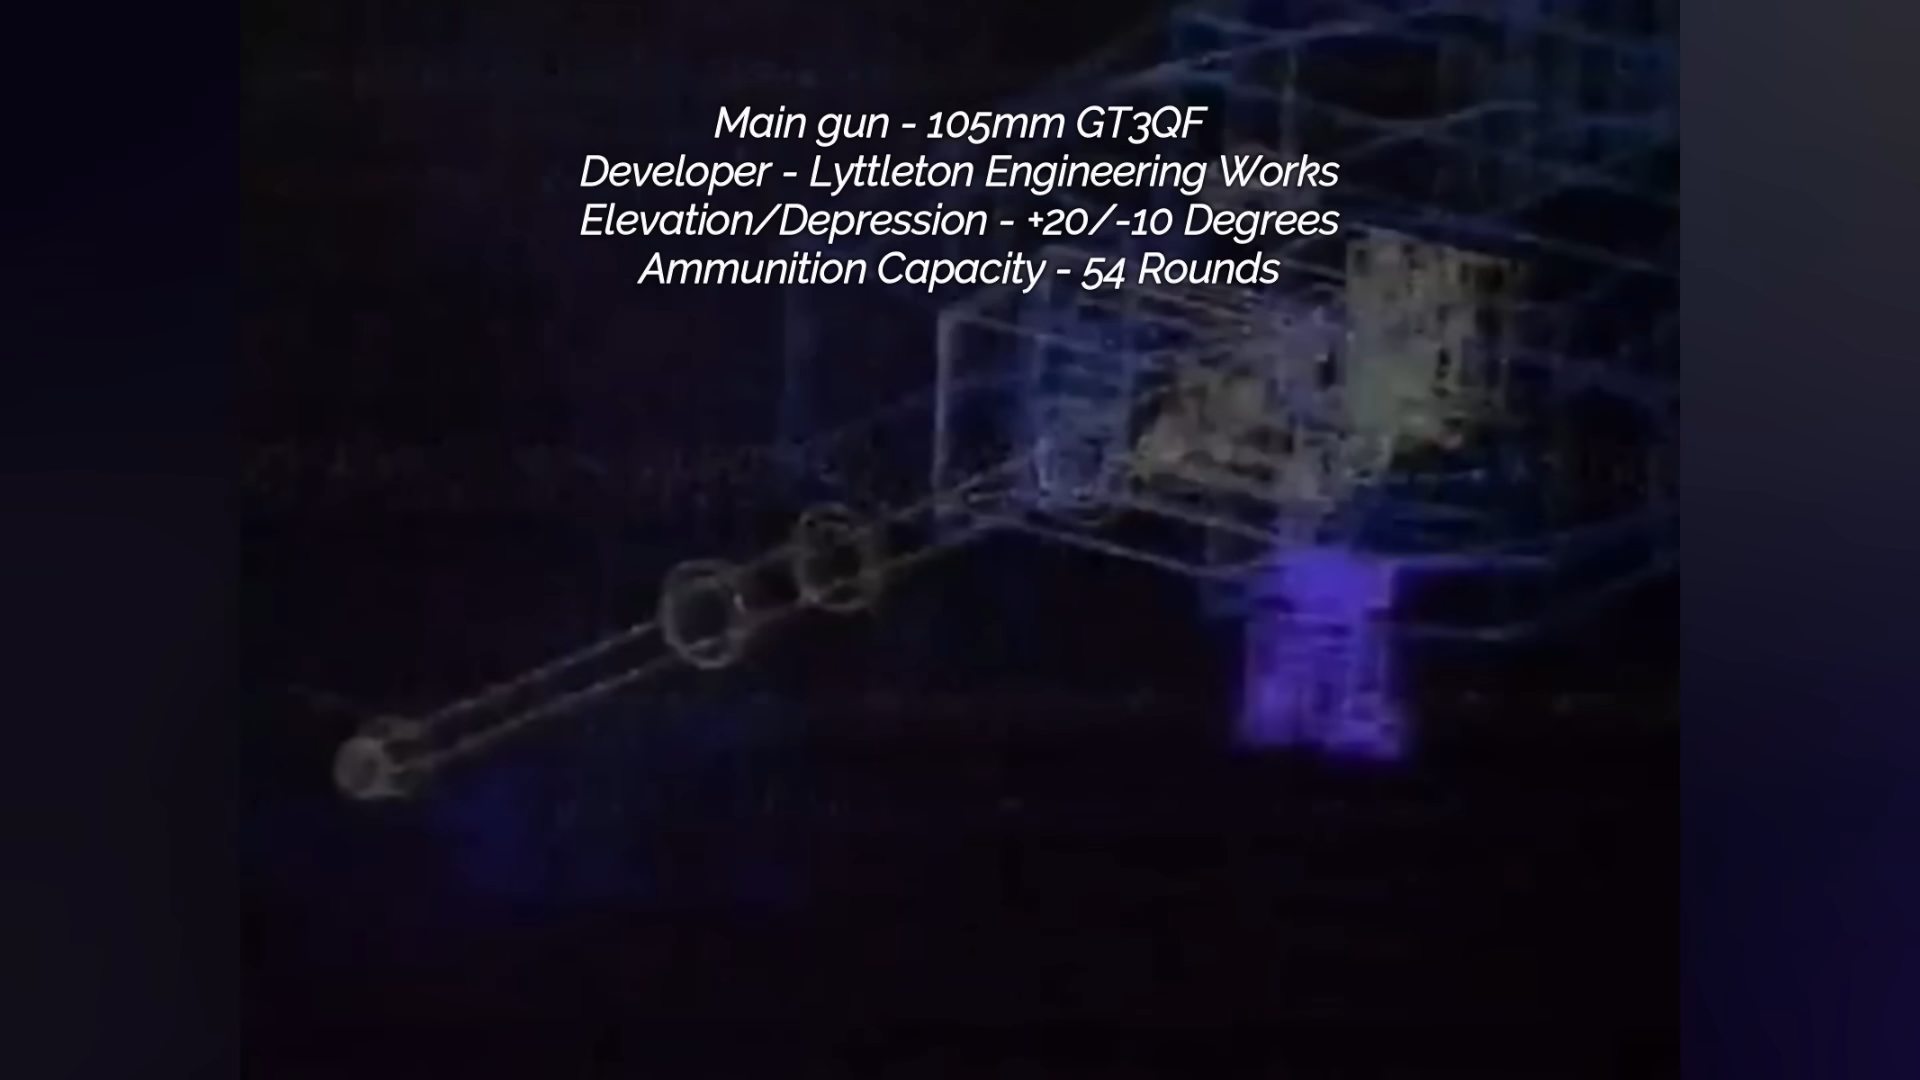 Main gun - 105mm GT3QF
Developer - Lyttleton Engineering Works
Elevation/Depression - +20/-10 Degrees
Ammunition Capacity - 54 Rounds